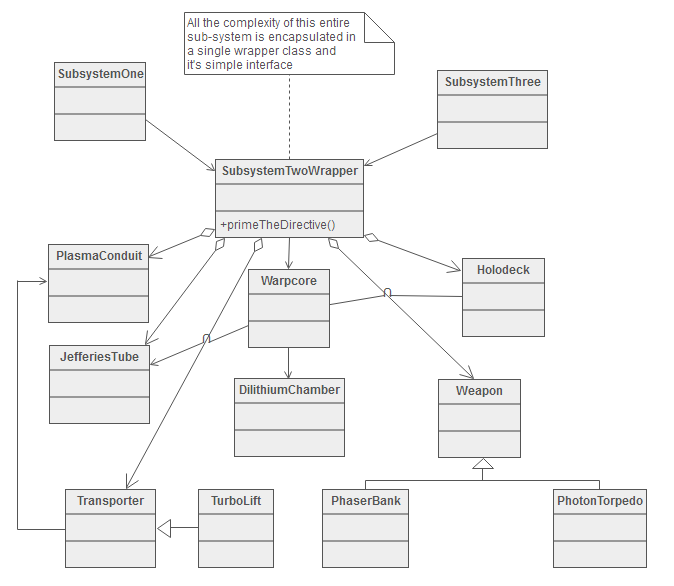 All the complexity of this entire
sub-system is encapsulated in
a single wrapper class and
it's simple interface
SubsystemOne
SubsystemThree
SubsystemTwoWrapper
+primeTheDirective()
PlasmaConduit
Warpcore
Holodeck
JefferiesTube
DilithiumChamber
Weapon
Transporter
TurboLift
PhaserBank
PhotonTorpedo